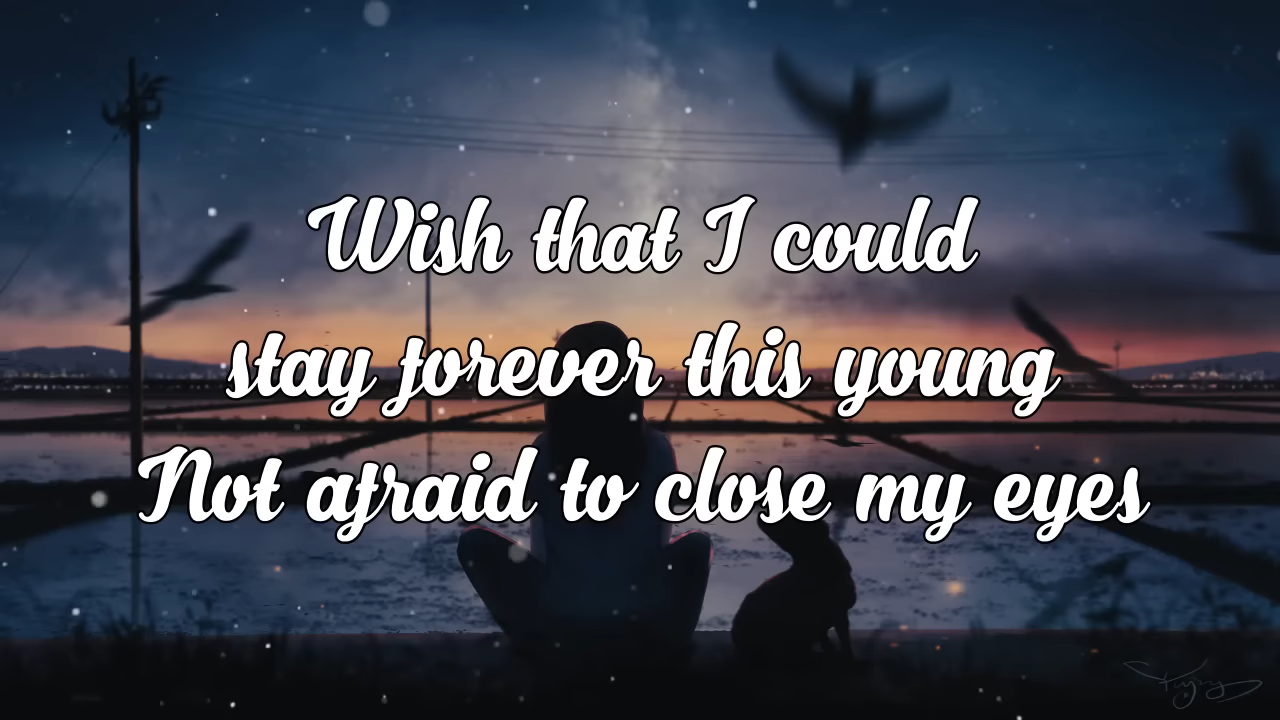 Wish that I could
stay forever this young
Not afraid to close my eyes